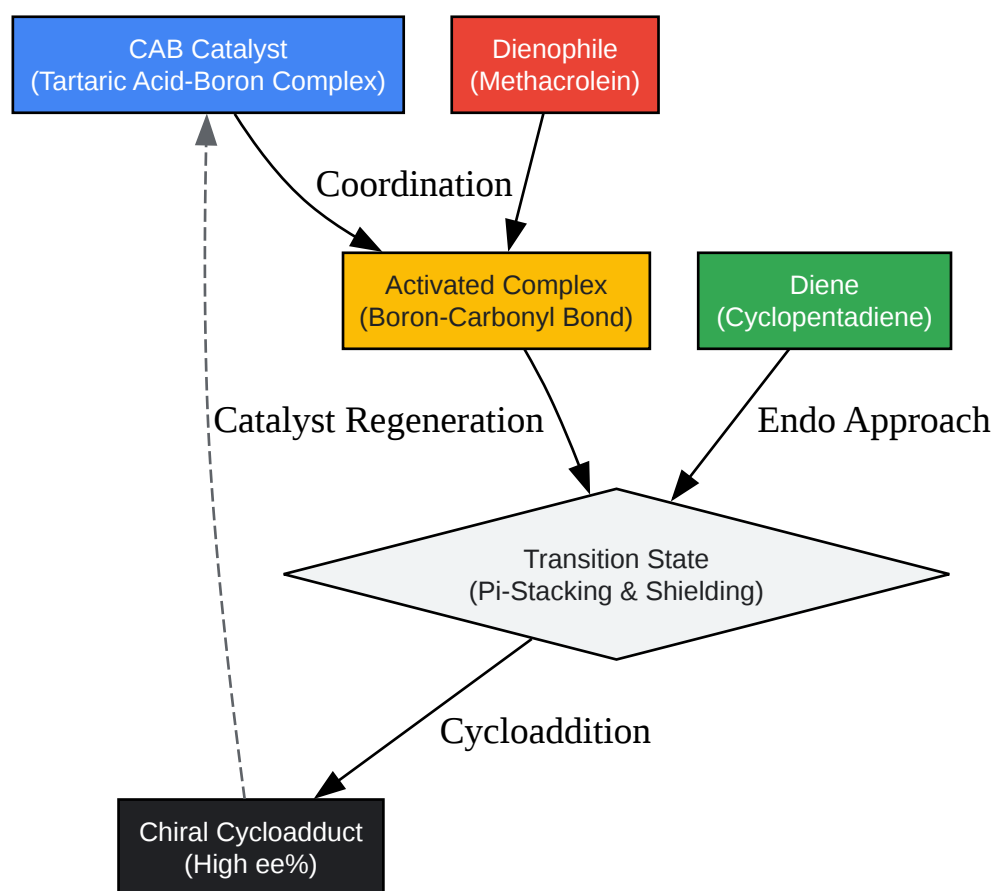 CAB Catalyst
(Tartaric Acid-Boron Complex)
Dienophile
(Methacrolein)
Coordination
Activated Complex
(Boron-Carbonyl Bond)
Diene
(Cyclopentadiene)
Catalyst Regeneration
Endo Approach
Transition State
(Pi-Stacking & Shielding)
Cycloaddition
Chiral Cycloadduct
(High ee%)